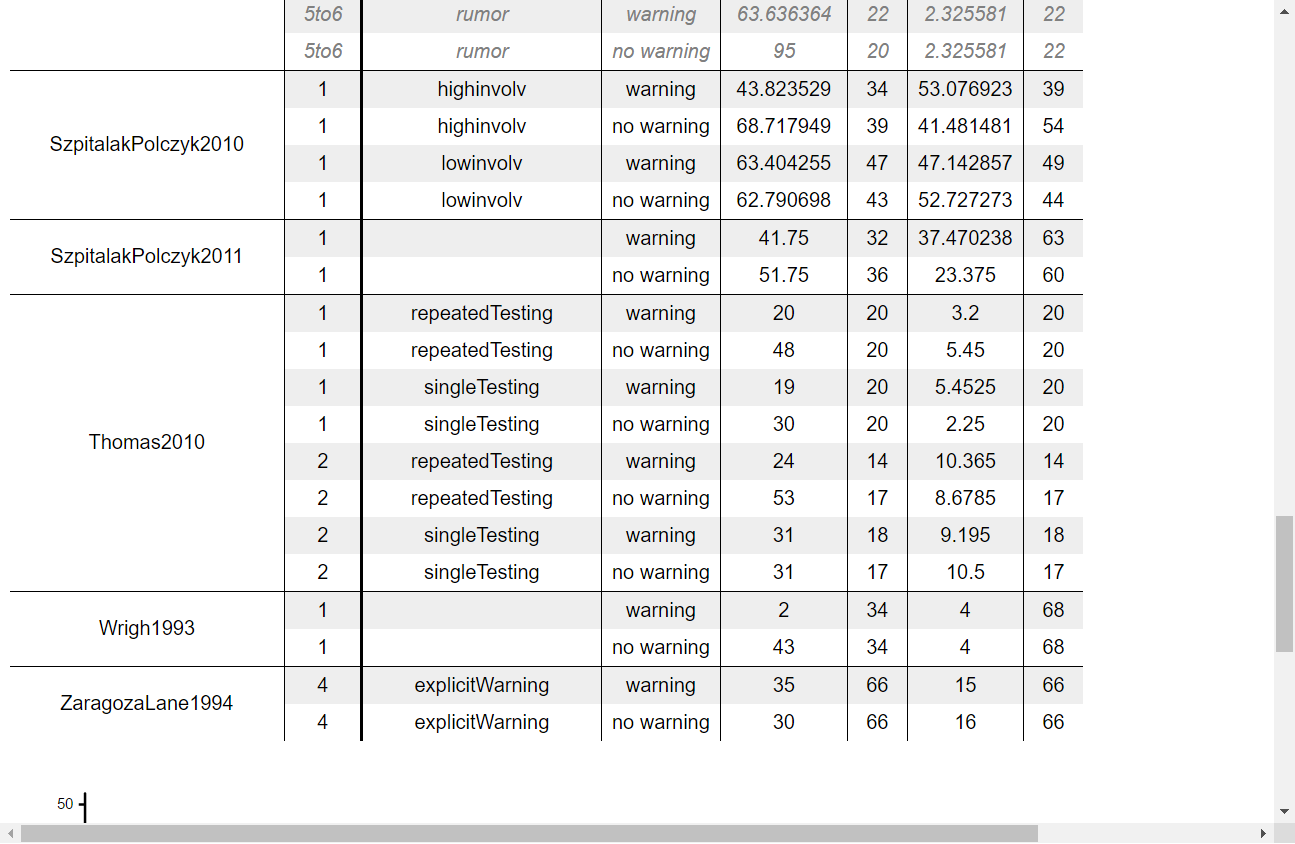 5to6 rumor warning 63.636364 22 2.325581 22
5to6 rumor no warning 95 20 2.325581 22
SzpitalakPolczyk2010
1 highinvolv warning 43.823529 34 53.076923 39
1 highinvolv no warning 68.717949 39 41.481481 54
1 lowinvolv warning 63.404255 47 47.142857 49
1 lowinvolv no warning 62.790698 43 52.727273 44
SzpitalakPolczyk2011
1 warning 41.75 32 37.470238 63
1 no warning 51.75 36 23.375 60
Thomas2010
1 repeatedTesting warning 20 20 3.2 20
1 repeatedTesting no warning 48 20 5.45 20
1 singleTesting warning 19 20 5.4525 20
1 singleTesting no warning 30 20 2.25 20
2 repeatedTesting warning 24 14 10.365 14
2 repeatedTesting no warning 53 17 8.6785 17
2 singleTesting warning 31 18 9.195 18
2 singleTesting no warning 31 17 10.5 17
Wrigh1993
1 warning 2 34 4 68
1 no warning 43 34 4 68
ZaragozaLane1994
4 explicitWarning warning 35 66 15 66
4 explicitWarning no warning 30 66 16 66
50